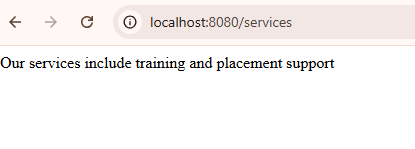 localhost:8080/services
Our services include training and placement support